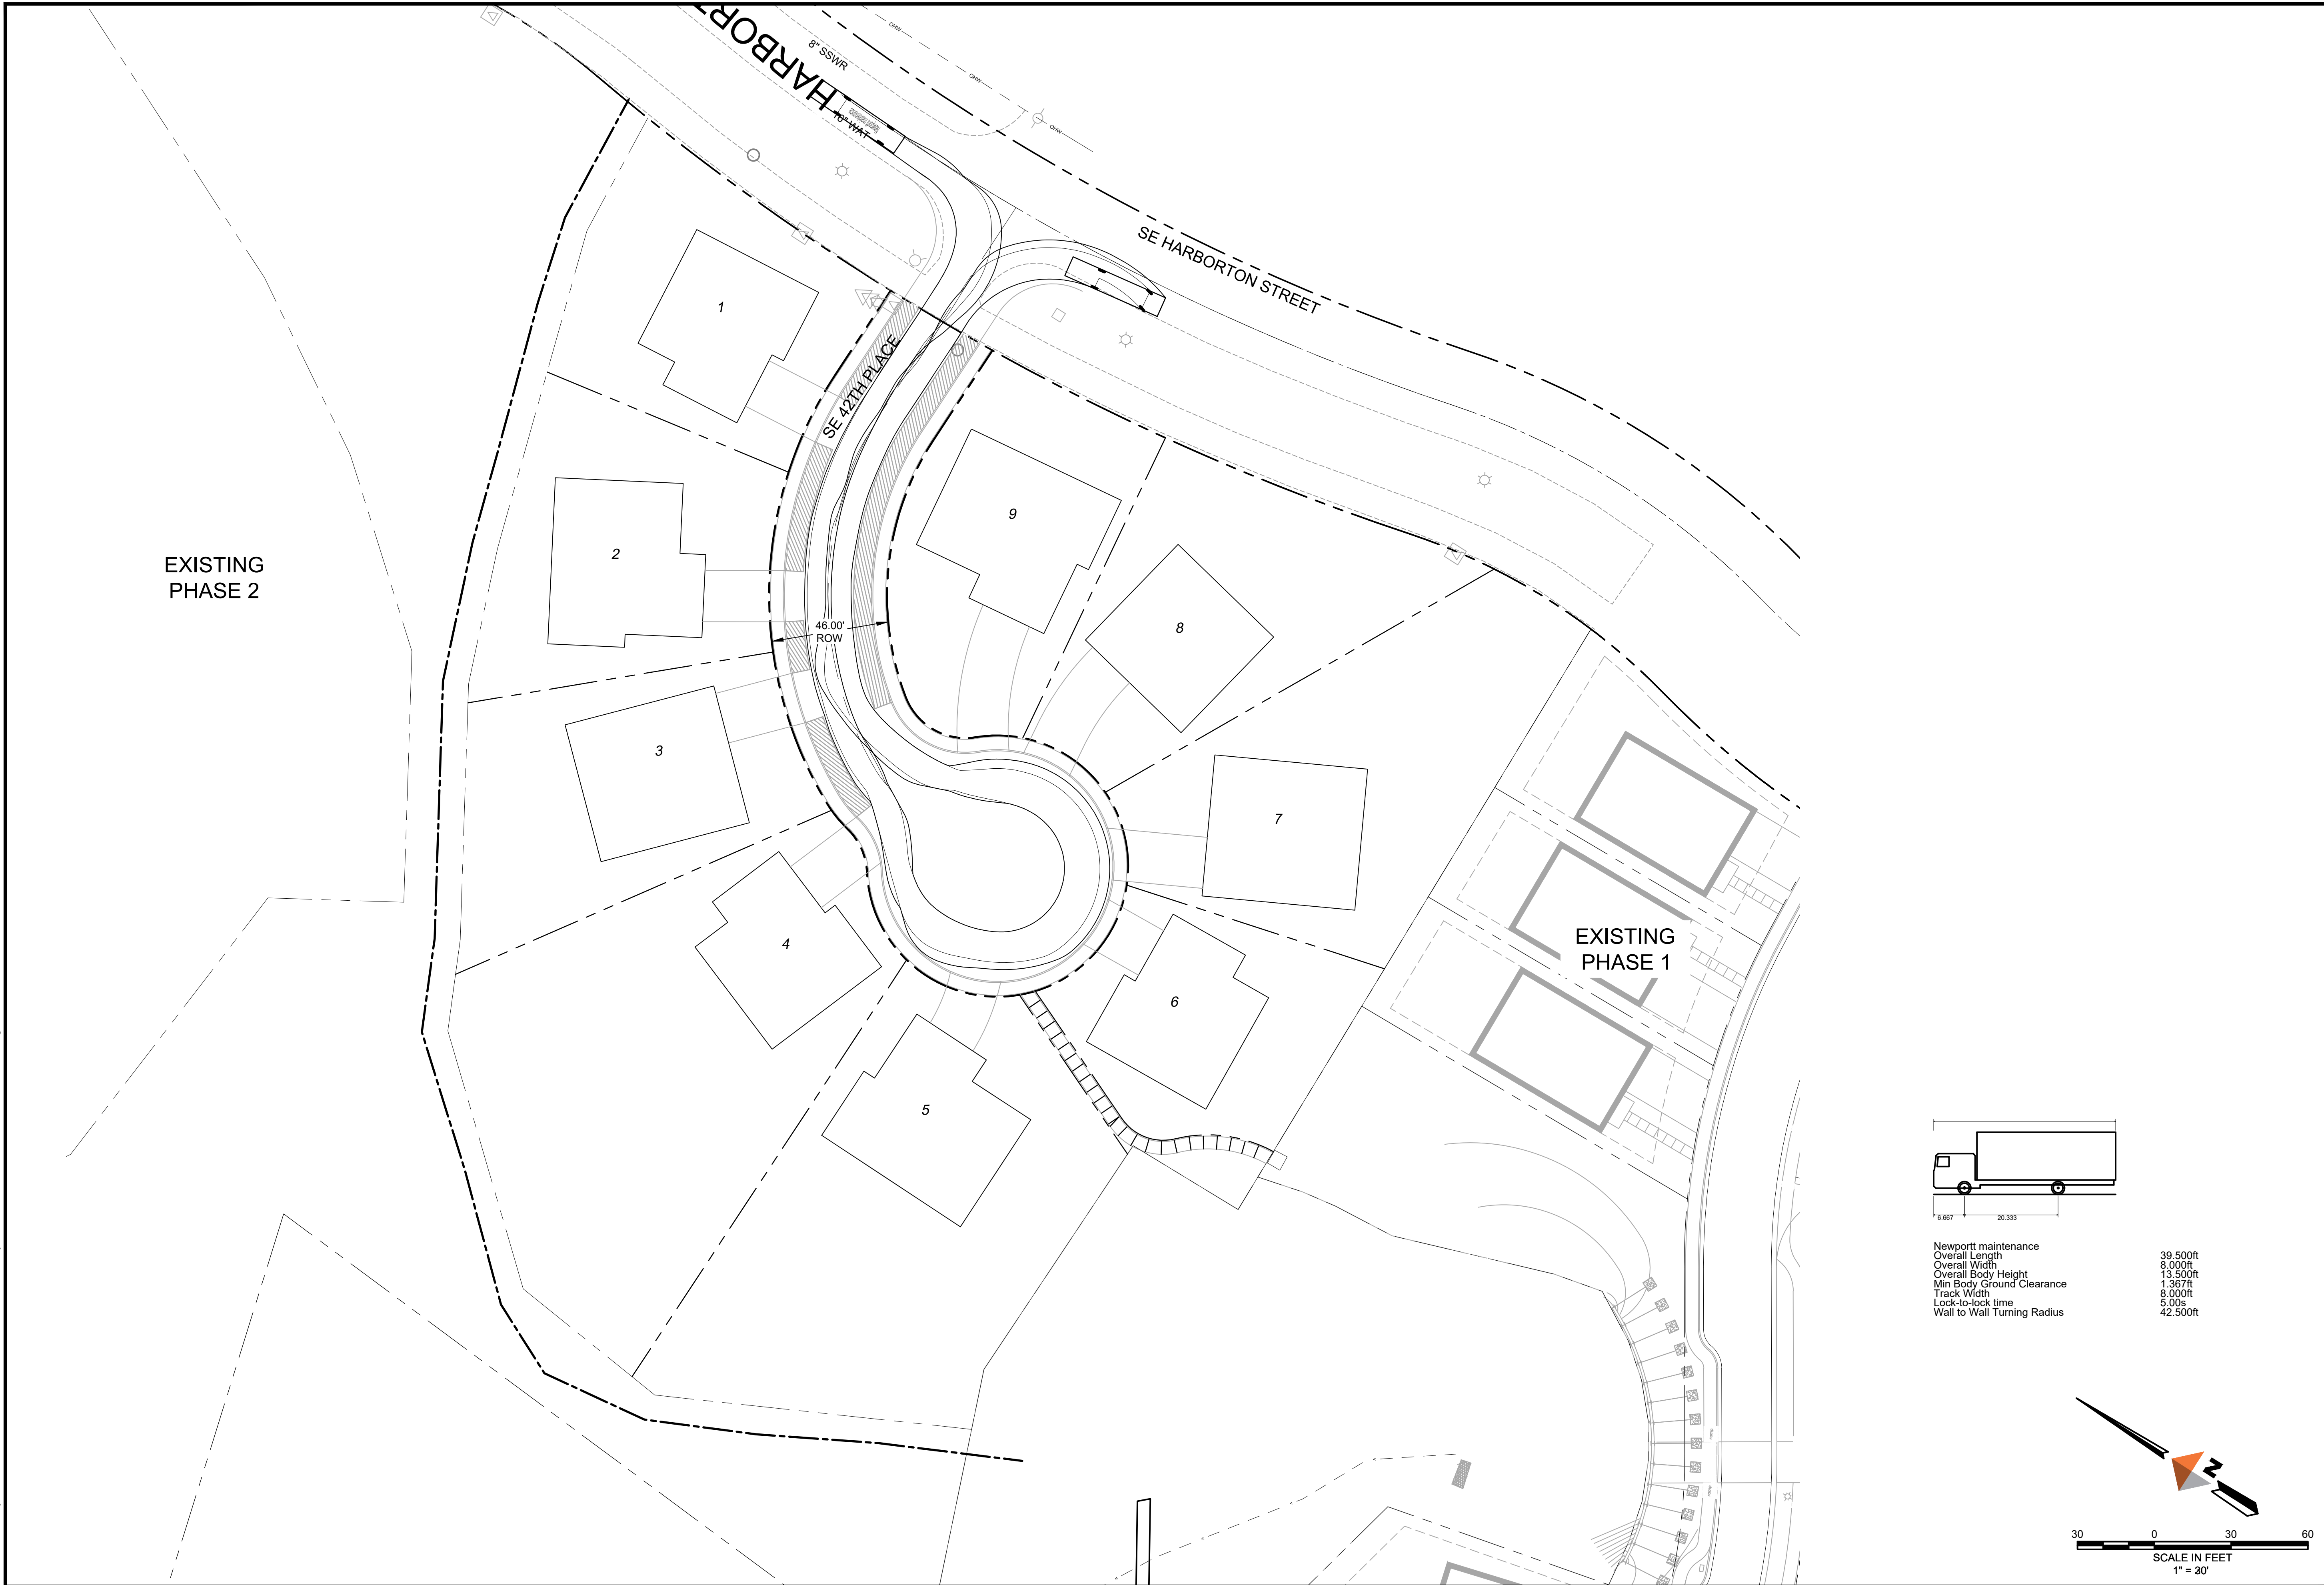 HARBORT
8" SSWR
OHW
OHW
OHW
16" WAT
SE HARBORTON STREET
SE 42TH PLACE
1
2
3
4
5
6
7
8
9
46.00'
ROW
EXISTING
PHASE 2
EXISTING
PHASE 1
6.667
20.333
Newportt maintenance
Overall Length 39.500ft
Overall Width 8.000ft
Overall Body Height 13.500ft
Min Body Ground Clearance 1.367ft
Track Width 8.000ft
Lock-to-lock time 5.00s
Wall to Wall Turning Radius 42.500ft
N
30 0 30 60
SCALE IN FEET